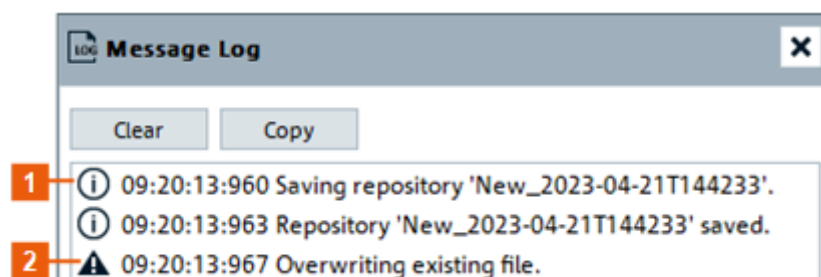 LOG Message Log
Clear Copy
1 09:20:13:960 Saving repository 'New_2023-04-21T144233'.
09:20:13:963 Repository 'New_2023-04-21T144233' saved.
2 09:20:13:967 Overwriting existing file.